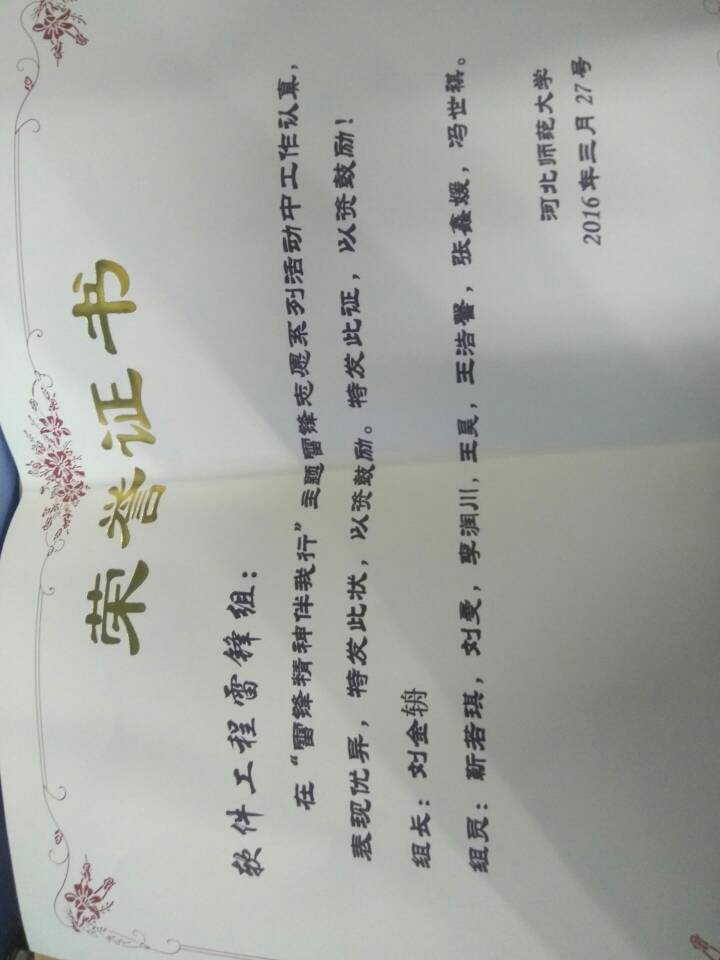 荣誉证书
软件工程雷锋组：
在“雷锋精神伴我行”主题雷锋志愿系列活动中工作认真，
表现优异，特发此状，以资鼓励。特发此证，以资鼓励！
组长：刘金
组员：靳若琪，刘曼，李润川，王昊，王浩馨，张鑫媛，冯世祺。
河北师范大学
2016年三月27号